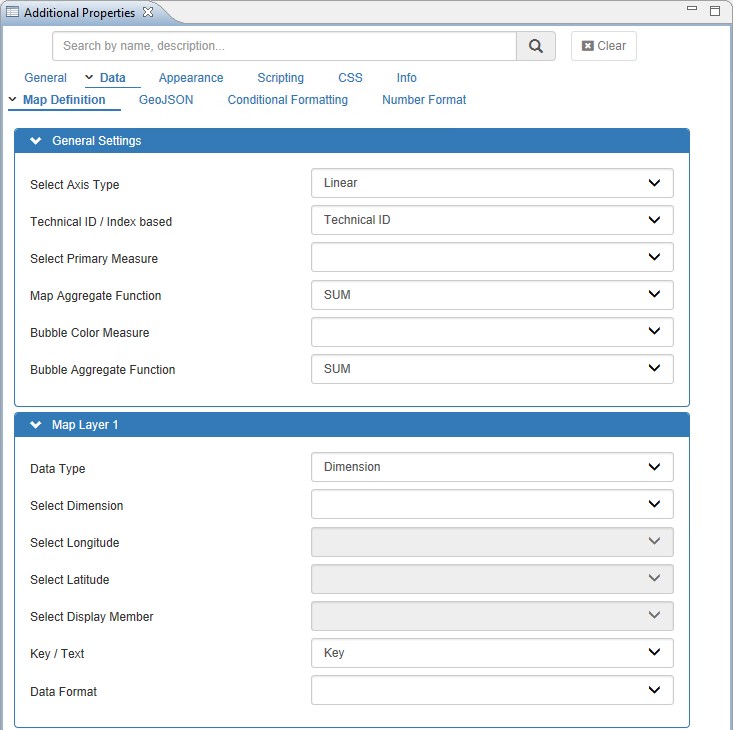 Additional Properties
Search by name, description...
Clear
General Data Appearance Scripting CSS Info
Map Definition GeoJSON Conditional Formatting Number Format
General Settings
Select Axis Type Linear
Technical ID / Index based Technical ID
Select Primary Measure
Map Aggregate Function SUM
Bubble Color Measure
Bubble Aggregate Function SUM
Map Layer 1
Data Type Dimension
Select Dimension
Select Longitude
Select Latitude
Select Display Member
Key / Text Key
Data Format